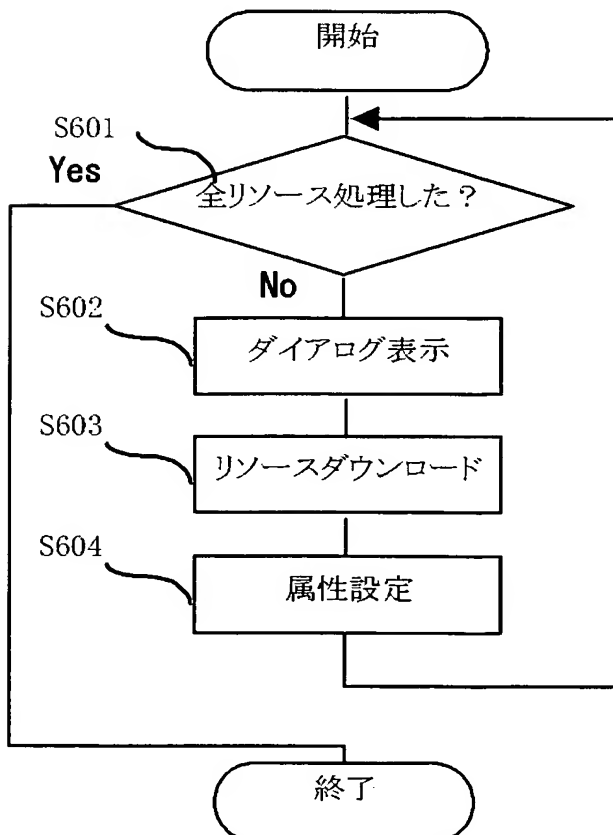 開始
S601
Yes
全リソース処理した？
No
S602
ダイアログ表示
S603
リソースダウンロード
S604
属性設定
終了